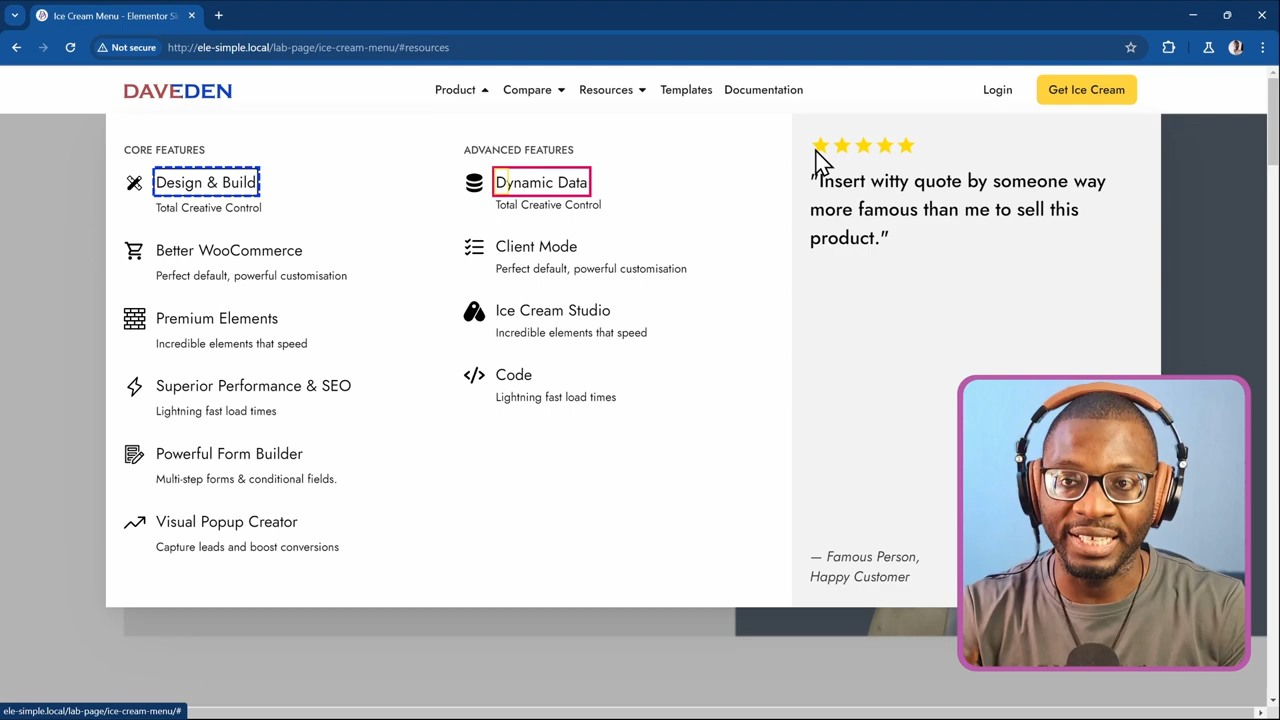 Ice Cream Menu - Elementor
Not secure
http://ele-simple.local/lab-page/ice-cream-menu/#resources
DAVEDEN
Product
Compare
Resources
Templates
Documentation
Login
Get Ice Cream
CORE FEATURES
Design & Build
Total Creative Control
Better WooCommerce
Perfect default, powerful customisation
Premium Elements
Incredible elements that speed
Superior Performance & SEO
Lightning fast load times
Powerful Form Builder
Multi-step forms & conditional fields.
Visual Popup Creator
Capture leads and boost conversions
ADVANCED FEATURES
Dynamic Data
Total Creative Control
Client Mode
Perfect default, powerful customisation
Ice Cream Studio
Incredible elements that speed
Code
Lightning fast load times
"Insert witty quote by someone way
more famous than me to sell this
product."
— Famous Person,
Happy Customer
ele-simple.local/lab-page/ice-cream-menu/#